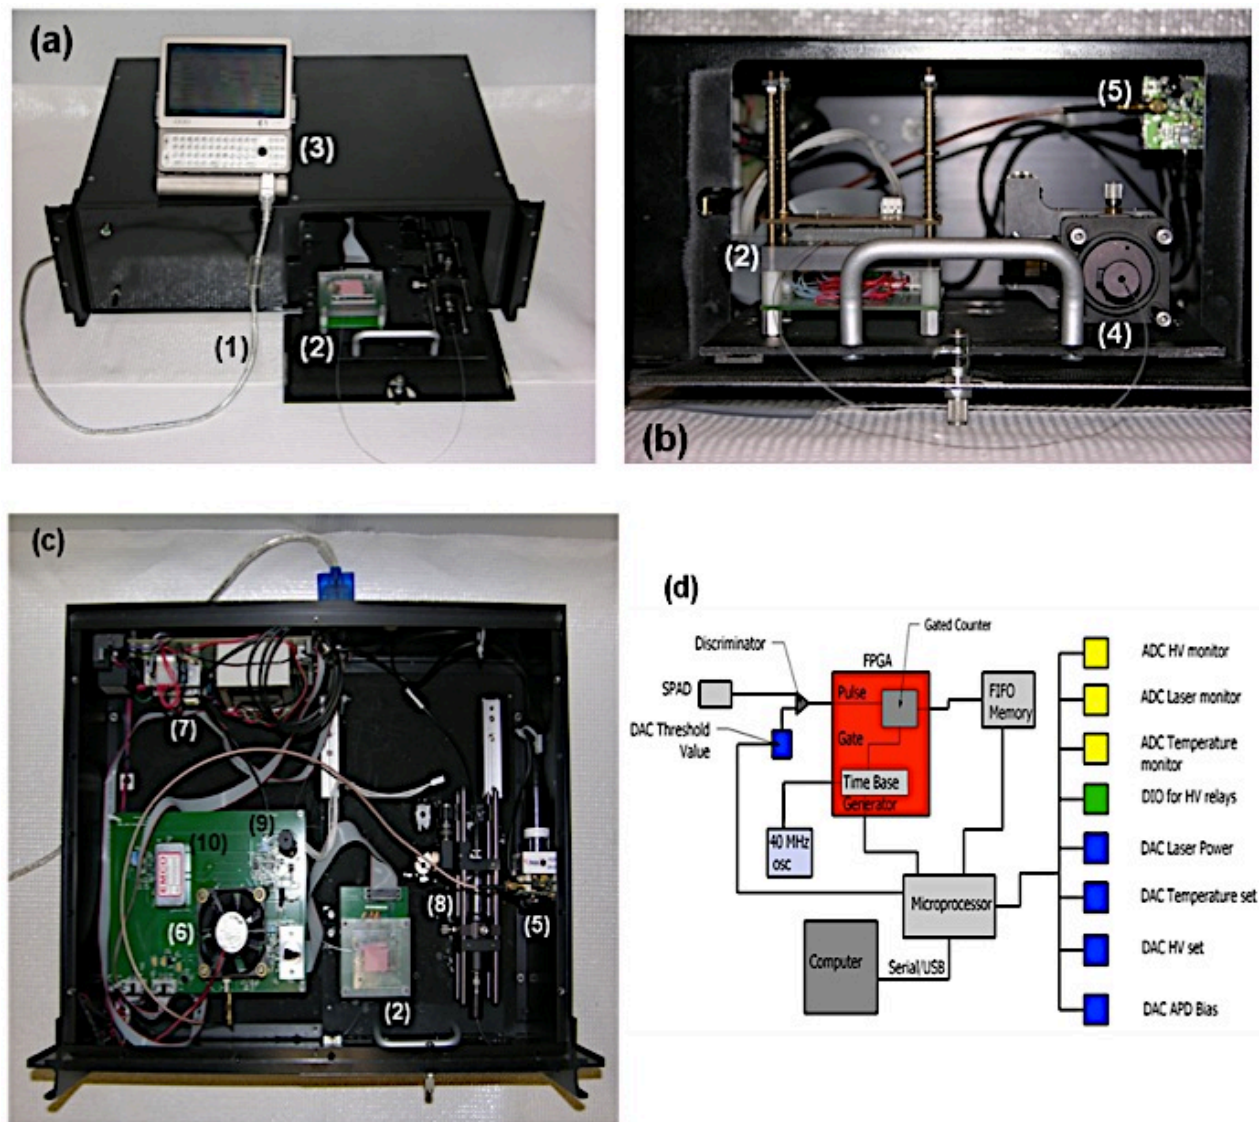 (a)
(3)
(1)
(2)
(5)
(2)
(4)
(b)
(c)
(7)
(9)
(10)
EMCO
(6)
(8)
(5)
(2)
(d)
Gated Counter
Discriminator
FPGA
SPAD
Pulse
FIFO
Memory
DAC Threshold
Value
Gate
Time Base
Generator
40 MHz
osc
Microprocessor
Computer
Serial/USB
ADC HV monitor
ADC Laser monitor
ADC Temperature
monitor
DIO for HV relays
DAC Laser Power
DAC Temperature set
DAC HV set
DAC APD Bias